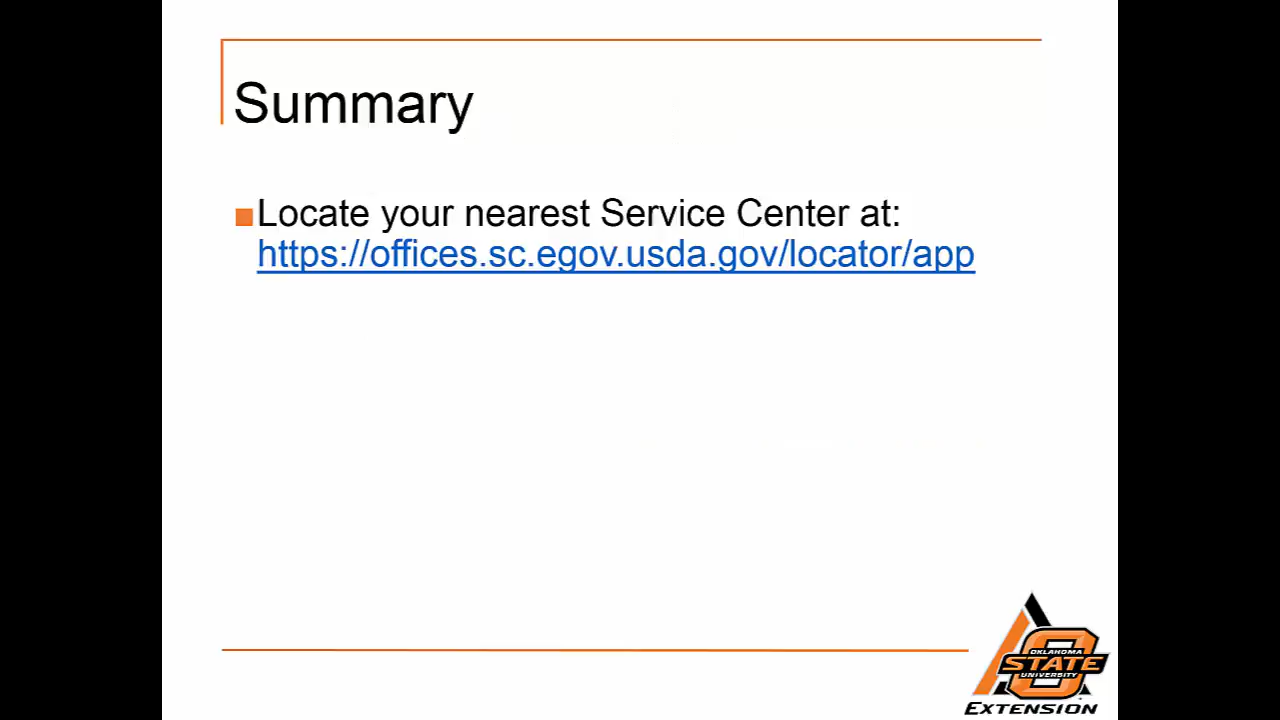 Summary
Locate your nearest Service Center at:
https://offices.sc.egov.usda.gov/locator/app
OKLAHOMA
STATE
UNIVERSITY
EXTENSION